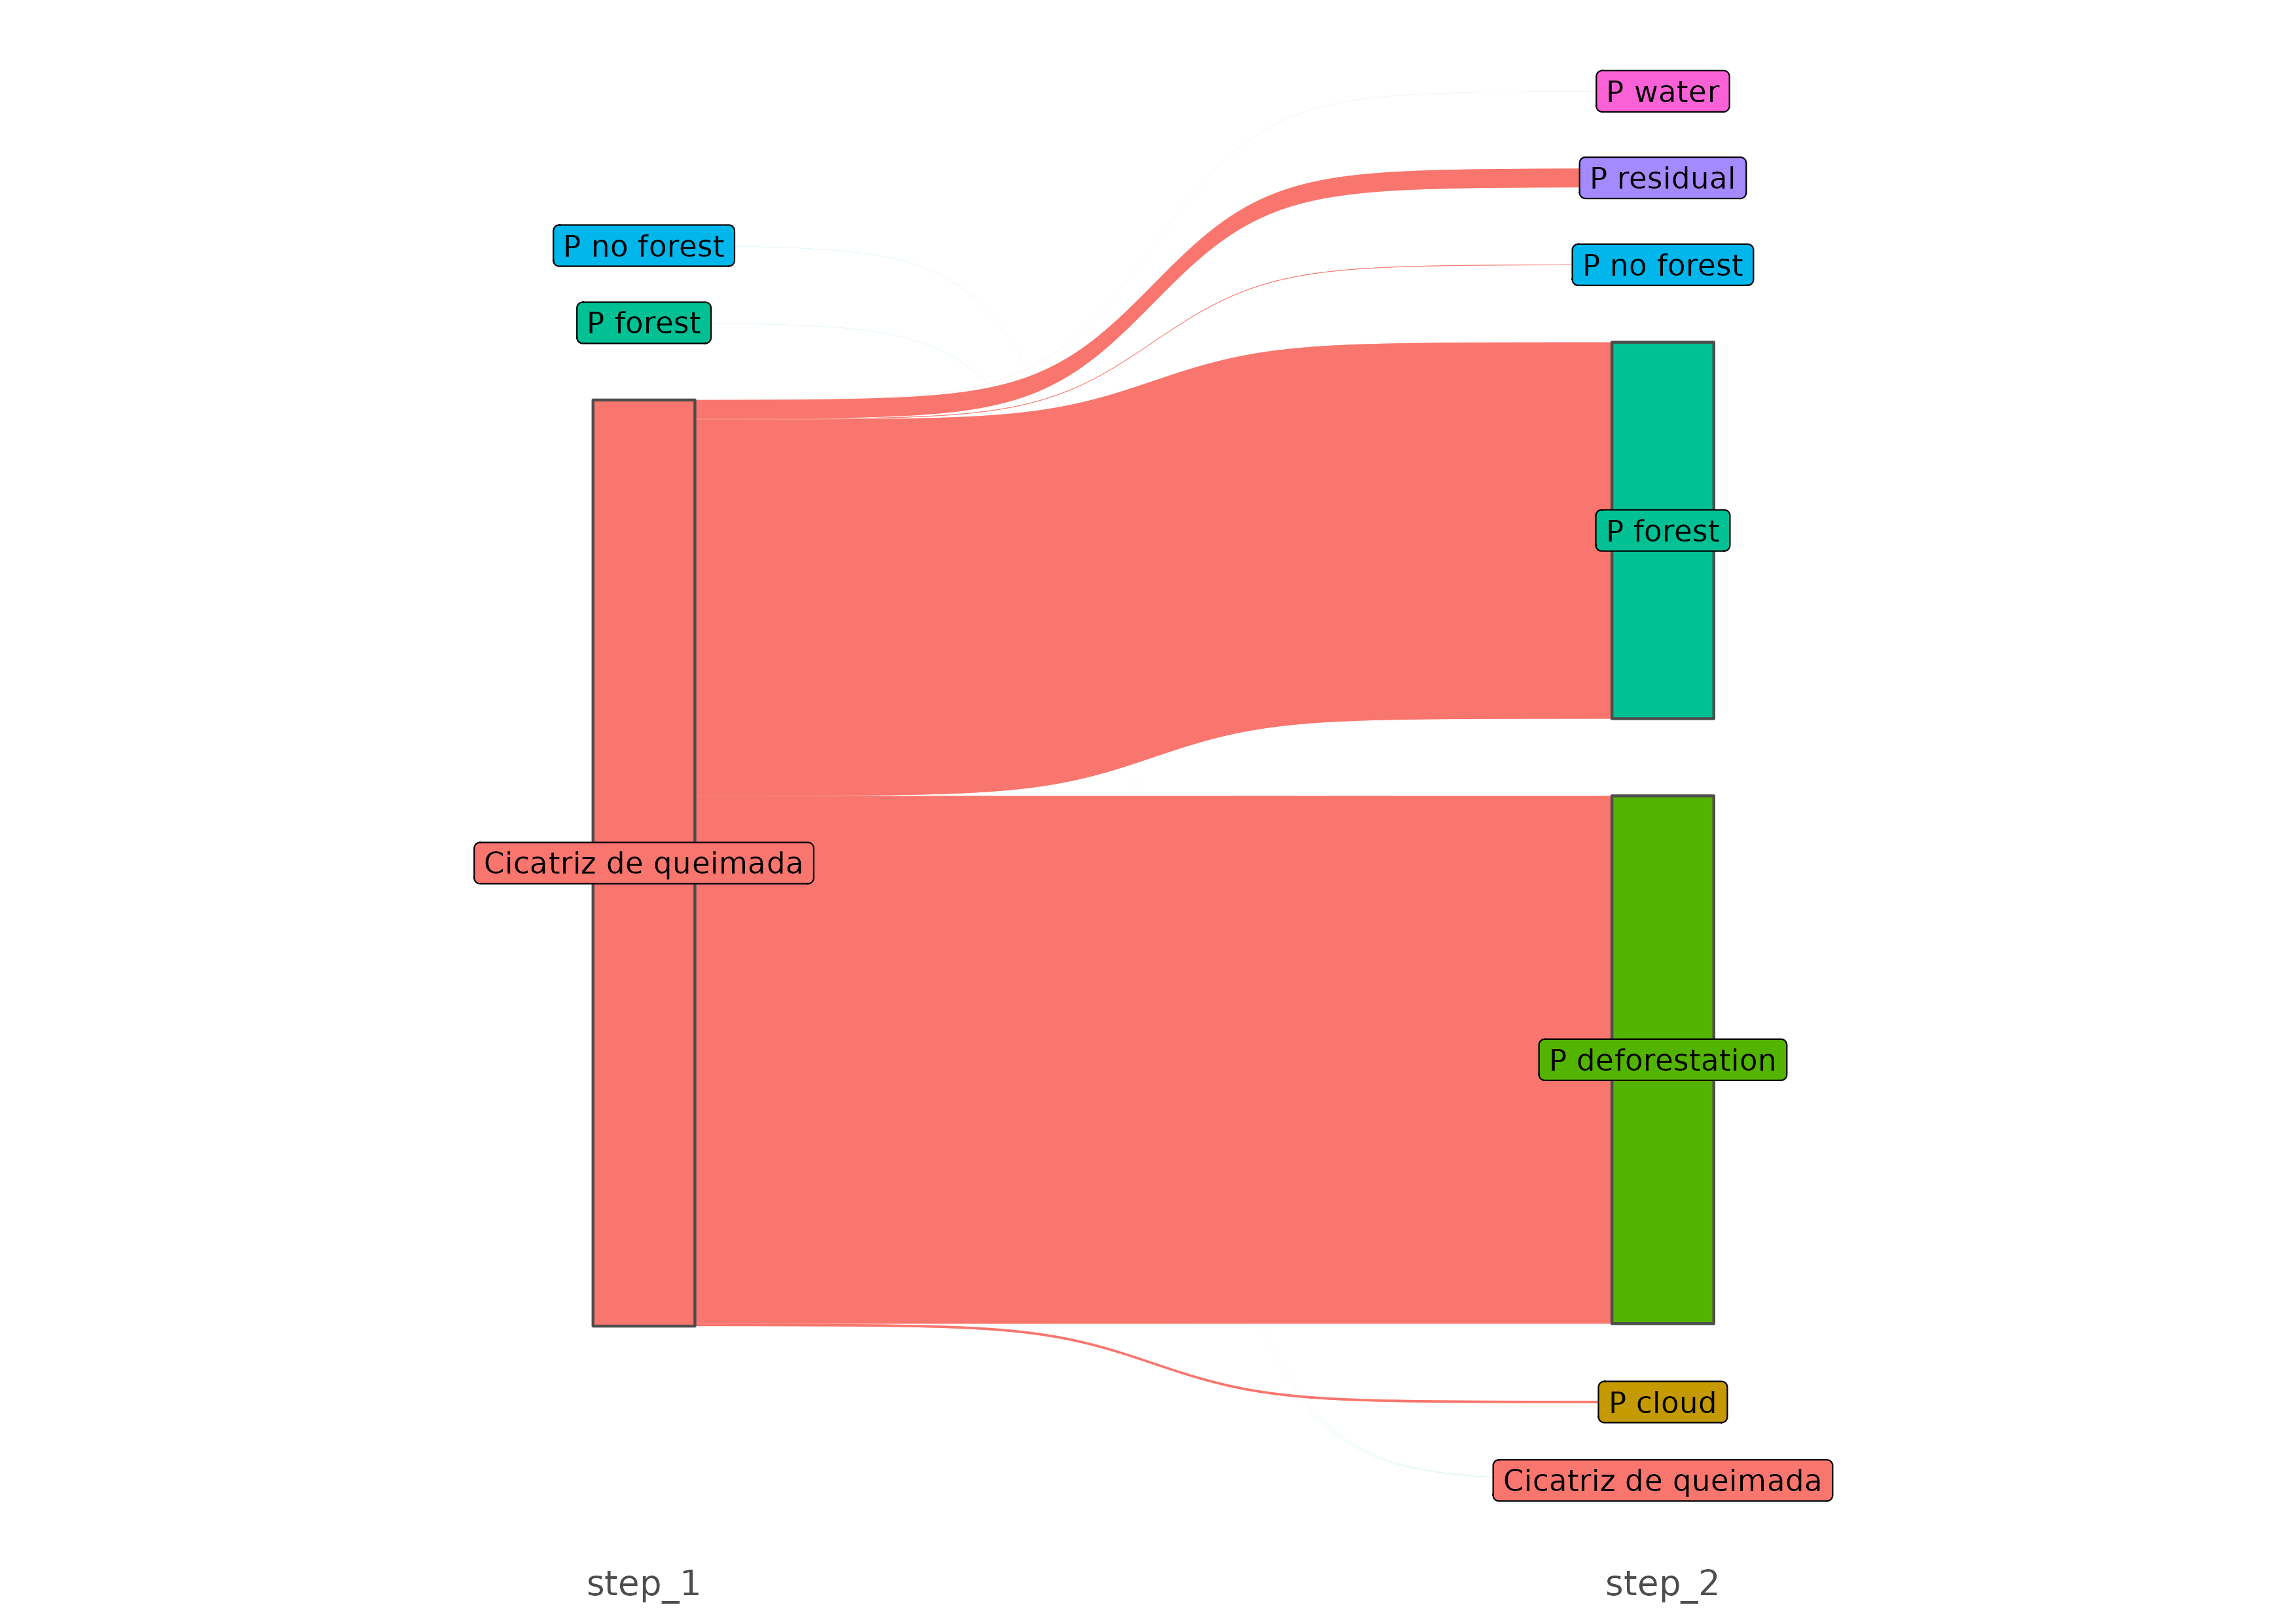 P water
P residual
P no forest
P no forest
P forest
P forest
Cicatriz de queimada
P deforestation
P cloud
Cicatriz de queimada
step_1
step_2